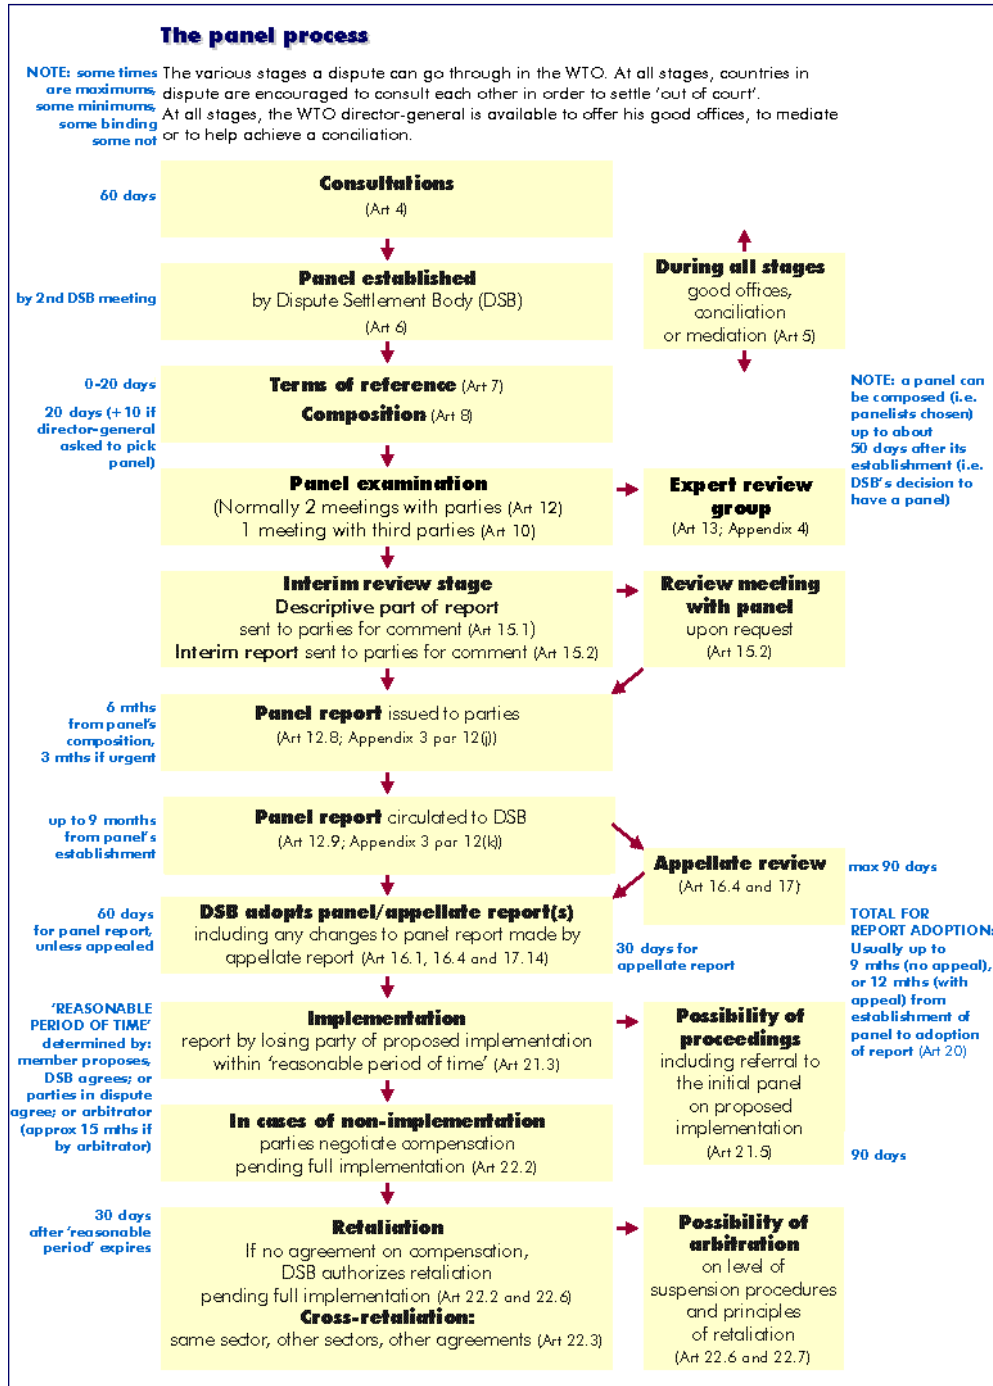 The panel process
NOTE: some times
are maximums,
some minimums,
some binding
some not
The various stages a dispute can go through in the WTO. At all stages, countries in
dispute are encouraged to consult each other in order to settle ‘out of court’.
At all stages, the WTO director-general is available to offer his good offices, to mediate
or to help achieve a conciliation.
60 days
Consultations
(Art 4)
by 2nd DSB meeting
Panel established
by Dispute Settlement Body (DSB)
(Art 6)
During all stages
good offices,
conciliation
or mediation (Art 5)
0-20 days
20 days (+10 if
director-general
asked to pick
panel)
Terms of reference (Art 7)
Composition (Art 8)
NOTE: a panel can
be composed (i.e.
panelists chosen)
up to about
50 days after its
establishment (i.e.
DSB’s decision to
have a panel)
Panel examination
(Normally 2 meetings with parties (Art 12)
1 meeting with third parties (Art 10)
Expert review
group
(Art 13; Appendix 4)
Interim review stage
Descriptive part of report
sent to parties for comment (Art 15.1)
Interim report sent to parties for comment (Art 15.2)
Review meeting
with panel
upon request
(Art 15.2)
6 mths
from panel’s
composition,
3 mths if urgent
Panel report issued to parties
(Art 12.8; Appendix 3 par 12(j))
up to 9 months
from panel’s
establishment
Panel report circulated to DSB
(Art 12.9; Appendix 3 par 12(k))
Appellate review
(Art 16.4 and 17)
max 90 days
60 days
for panel report,
unless appealed
DSB adopts panel/appellate report(s)
including any changes to panel report made by
appellate report (Art 16.1, 16.4 and 17.14)
30 days for
appellate report
TOTAL FOR
REPORT ADOPTION:
Usually up to
9 mths (no appeal),
or 12 mths (with
appeal) from
establishment of
panel to adoption
of report (Art 20)
‘REASONABLE
PERIOD OF TIME’
determined by:
member proposes,
DSB agrees; or
parties in dispute
agree; or arbitrator
(approx 15 mths if
by arbitrator)
Implementation
report by losing party of proposed implementation
within ‘reasonable period of time’ (Art 21.3)
Possibility of
proceedings
including referral to
the initial panel
on proposed
implementation
(Art 21.5)
90 days
In cases of non-implementation
parties negotiate compensation
pending full implementation (Art 22.2)
30 days
after ‘reasonable
period’ expires
Retaliation
If no agreement on compensation,
DSB authorizes retaliation
pending full implementation (Art 22.2 and 22.6)
Cross-retaliation:
same sector, other sectors, other agreements (Art 22.3)
Possibility of
arbitration
on level of
suspension procedures
and principles
of retaliation
(Art 22.6 and 22.7)